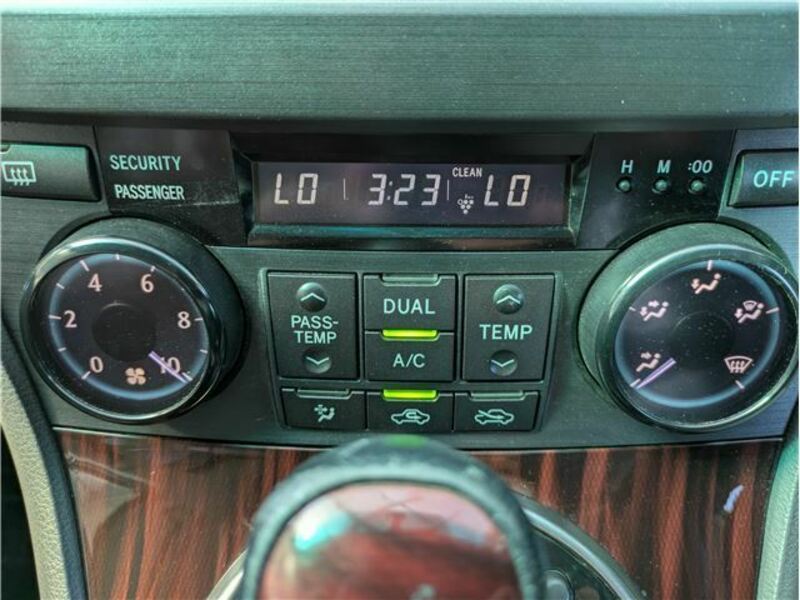 SECURITY
PASSENGER
LO 3:23 CLEAN LO
H M :00
OFF
4 6
2 8
0 10
PASS-
TEMP
DUAL
A/C
TEMP